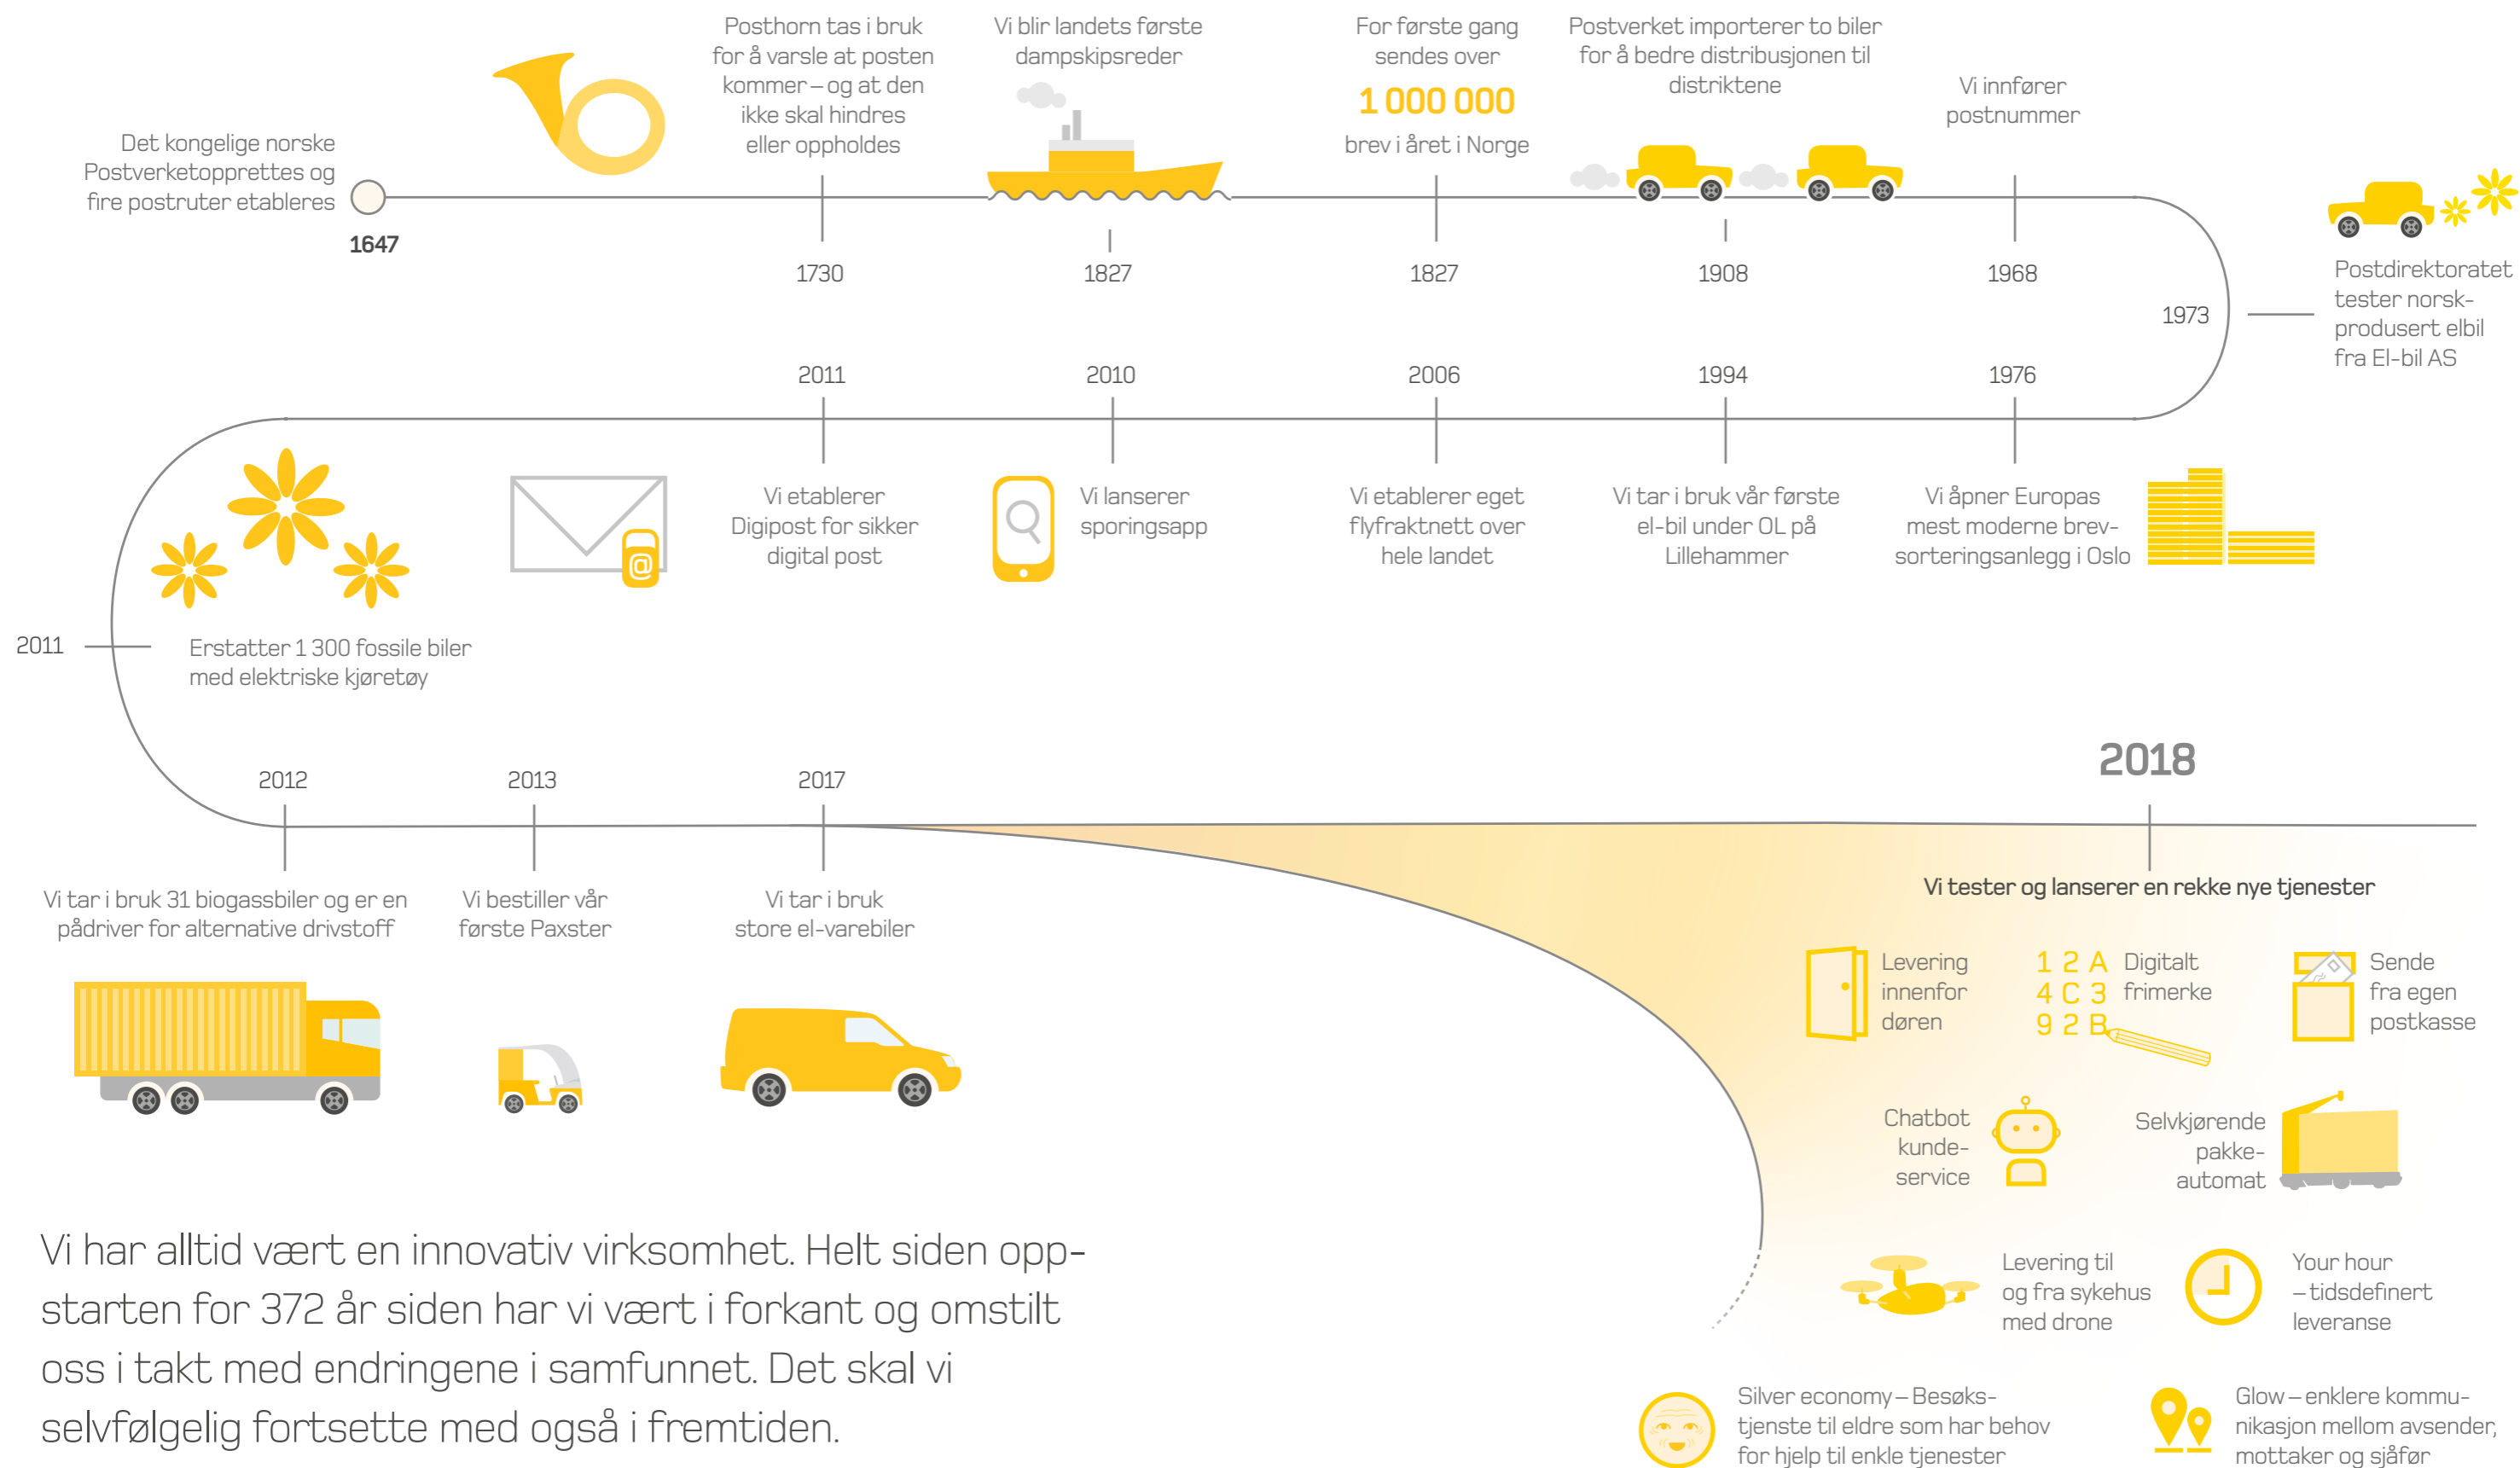 Det kongelige norske
Postverketopprettes og
fire postruter etableres
1647
Posthorn tas i bruk
for å varsle at posten
kommer – og at den
ikke skal hindres
eller oppholdes
1730
Vi blir landets første
dampskipsreder
1827
For første gang
sendes over
1 000 000
brev i året i Norge
1827
Postverket importerer to biler
for å bedre distribusjonen til
distriktene
1908
Vi innfører
postnummer
1968
1973
Postdirektoratet
tester norsk-
produsert elbil
fra El-bil AS
1976
Vi åpner Europas
mest moderne brev-
sorteringsanlegg i Oslo
1994
Vi tar i bruk vår første
el-bil under OL på
Lillehammer
2006
Vi etablerer eget
flyfraktnett over
hele landet
2010
Vi lanserer
sporingsapp
2011
Vi etablerer
Digipost for sikker
digital post
@
2011
Erstatter 1 300 fossile biler
med elektriske kjøretøy
2012
Vi tar i bruk 31 biogassbiler og er en
pådriver for alternative drivstoff
2013
Vi bestiller vår
første Paxster
2017
Vi tar i bruk
store el-varebiler
2018
Vi tester og lanserer en rekke nye tjenester
Levering
innenfor
døren
1 2 A
4 C 3
9 2 B
Digitalt
frimerke
Sende
fra egen
postkasse
Chatbot
kunde-
service
Selvkjørende
pakke-
automat
Levering til
og fra sykehus
med drone
Your hour
– tidsdefinert
leveranse
Silver economy – Besøks-
tjenste til eldre som har behov
for hjelp til enkle tjenester
Glow – enklere kommu-
nikasjon mellom avsender,
mottaker og sjåfør
Vi har alltid vært en innovativ virksomhet. Helt siden opp-
starten for 372 år siden har vi vært i forkant og omstilt
oss i takt med endringene i samfunnet. Det skal vi
selvfølgelig fortsette med også i fremtiden.